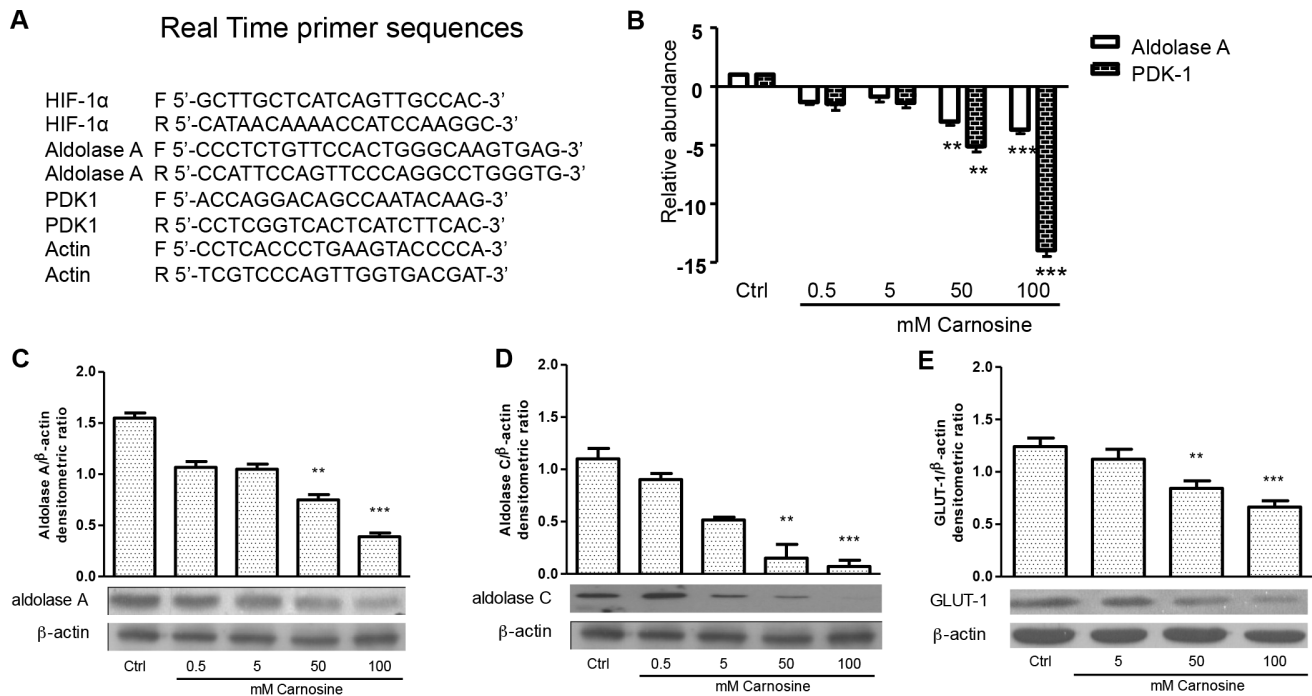 A
Real Time primer sequences
HIF-1α F 5’-GCTTGCTCATCAGTTGCCAC-3’
HIF-1α R 5’-CATAACAAAACCATCCAAGGC-3’
Aldolase A F 5’-CCCTCTGTTCCACTGGGCAAGTGAG-3’
Aldolase A R 5’-CCATTCCAGTTCCCAGGCCTGGGTG-3’
PDK1 F 5’-ACCAGGACAGCCAATACAAG-3’
PDK1 R 5’-CCTCGGTCACTCATCTTCAC-3’
Actin F 5’-CCTCACCCTGAAGTACCCCA-3’
Actin R 5’-TCGTCCCAGTTGGTGACGAT-3’
B
Relative abundance
5
0
-5
-10
-15
Aldolase A
PDK-1
** ***
**
***
Ctrl 0.5 5 50 100
mM Carnosine
C
Aldolase A/β-actin
densitometric ratio
2.0
1.5
1.0
0.5
0.0
**
***
aldolase A
β-actin
Ctrl 0.5 5 50 100
mM Carnosine
D
Aldolase C/β-actin
densitometric ratio
2.0
1.5
1.0
0.5
0.0
**
***
aldolase C
β-actin
Ctrl 0.5 5 50 100
mM Carnosine
E
GLUT-1/β-actin
densitometric ratio
2.0
1.5
1.0
0.5
0.0
**
***
GLUT-1
β-actin
Ctrl 5 50 100
mM Carnosine